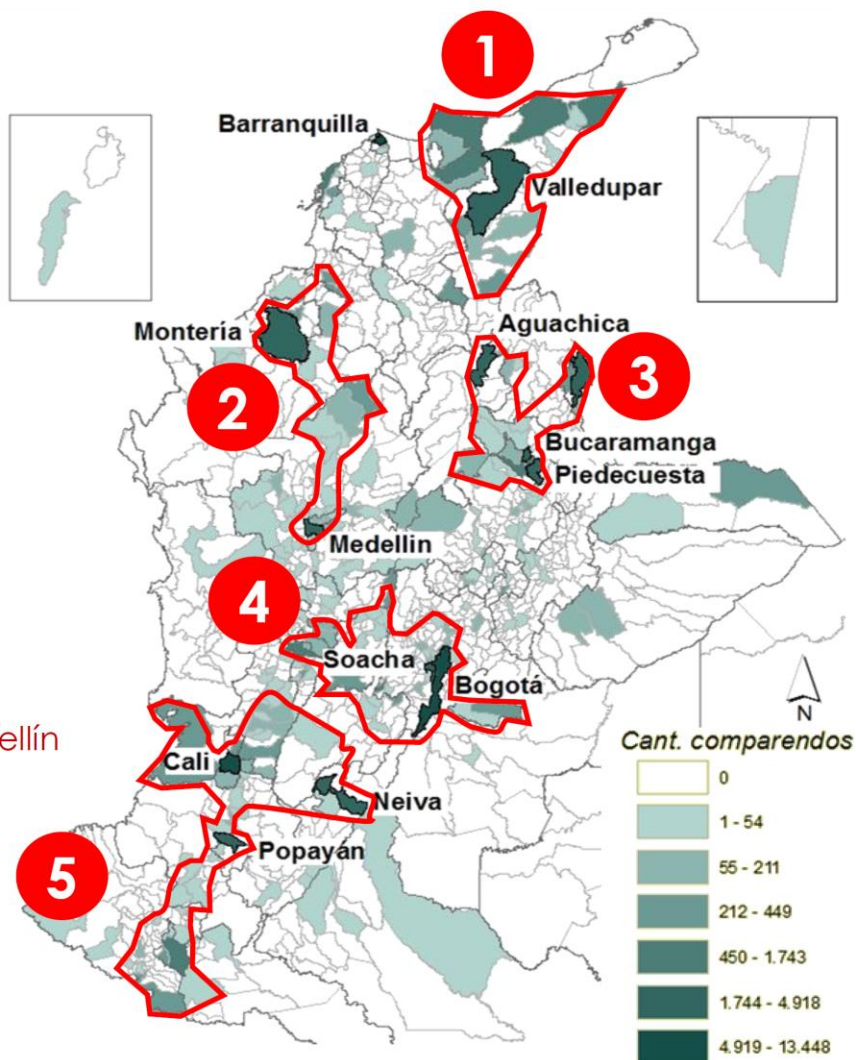 1
Barranquilla
Valledupar
Aguachica
Montería
2
3
Bucaramanga
Piedecuesta
Medellin
4
Soacha
Bogotá
N
ellín
Cali
Neiva
Popayán
5
Cant. comparendos
0
1 - 54
55 - 211
212 - 449
450 - 1.743
1.744 - 4.918
4.919 - 13.448